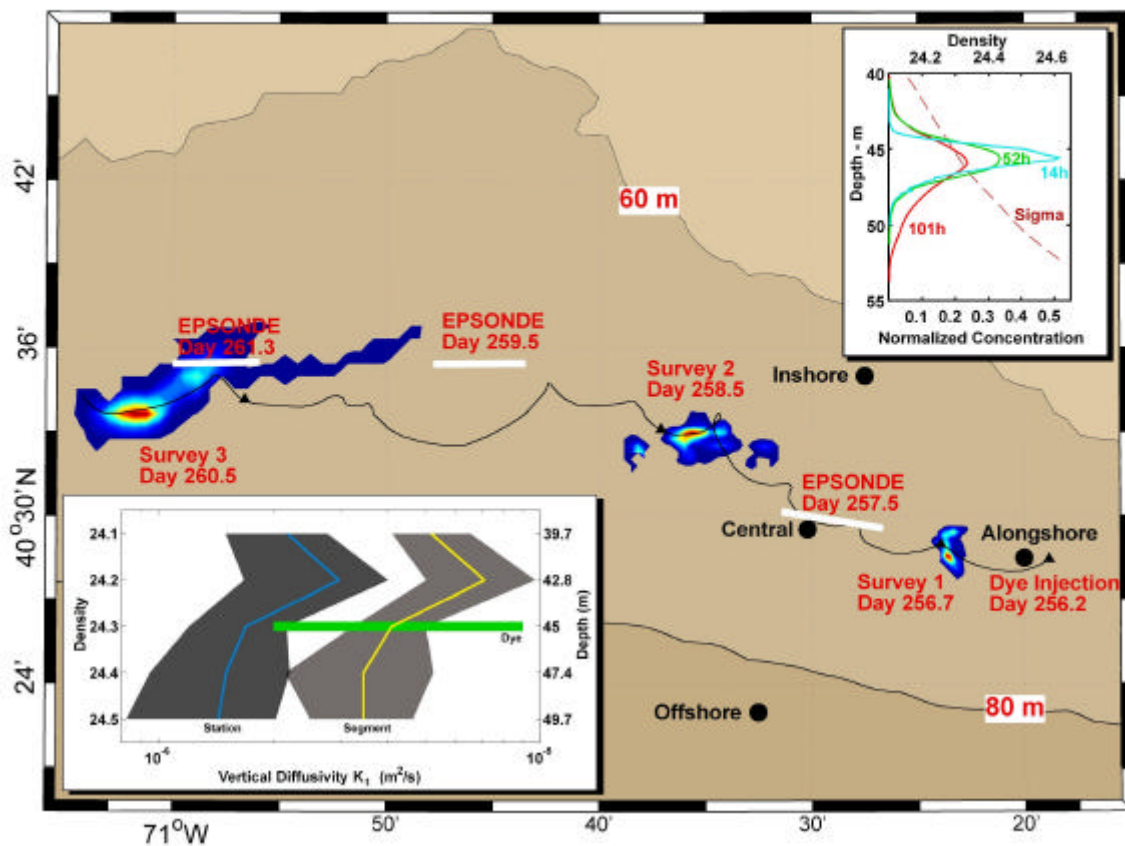 Density
24.2 24.4 24.6
40
45
50
55
Depth - m
52h
14h
Sigma
101h
0.1 0.2 0.3 0.4 0.5
Normalized Concentration
42'
60 m
36'
EPSONDE
Day 261.3
EPSONDE
Day 259.5
Survey 2
Day 258.5
Inshore
Survey 3
Day 260.5
EPSONDE
Day 257.5
Central
Alongshore
Survey 1
Day 256.7
Dye Injection
Day 256.2
40°30' N
24'
Offshore
80 m
24.1
24.2
24.3
24.4
24.5
Density
39.7
42.8
45
47.4
49.7
Depth (m)
Dye
Station
Segment
10⁻⁶ 10⁻⁵
Vertical Diffusivity K₁ (m²/s)
71°W 50' 40' 30' 20'